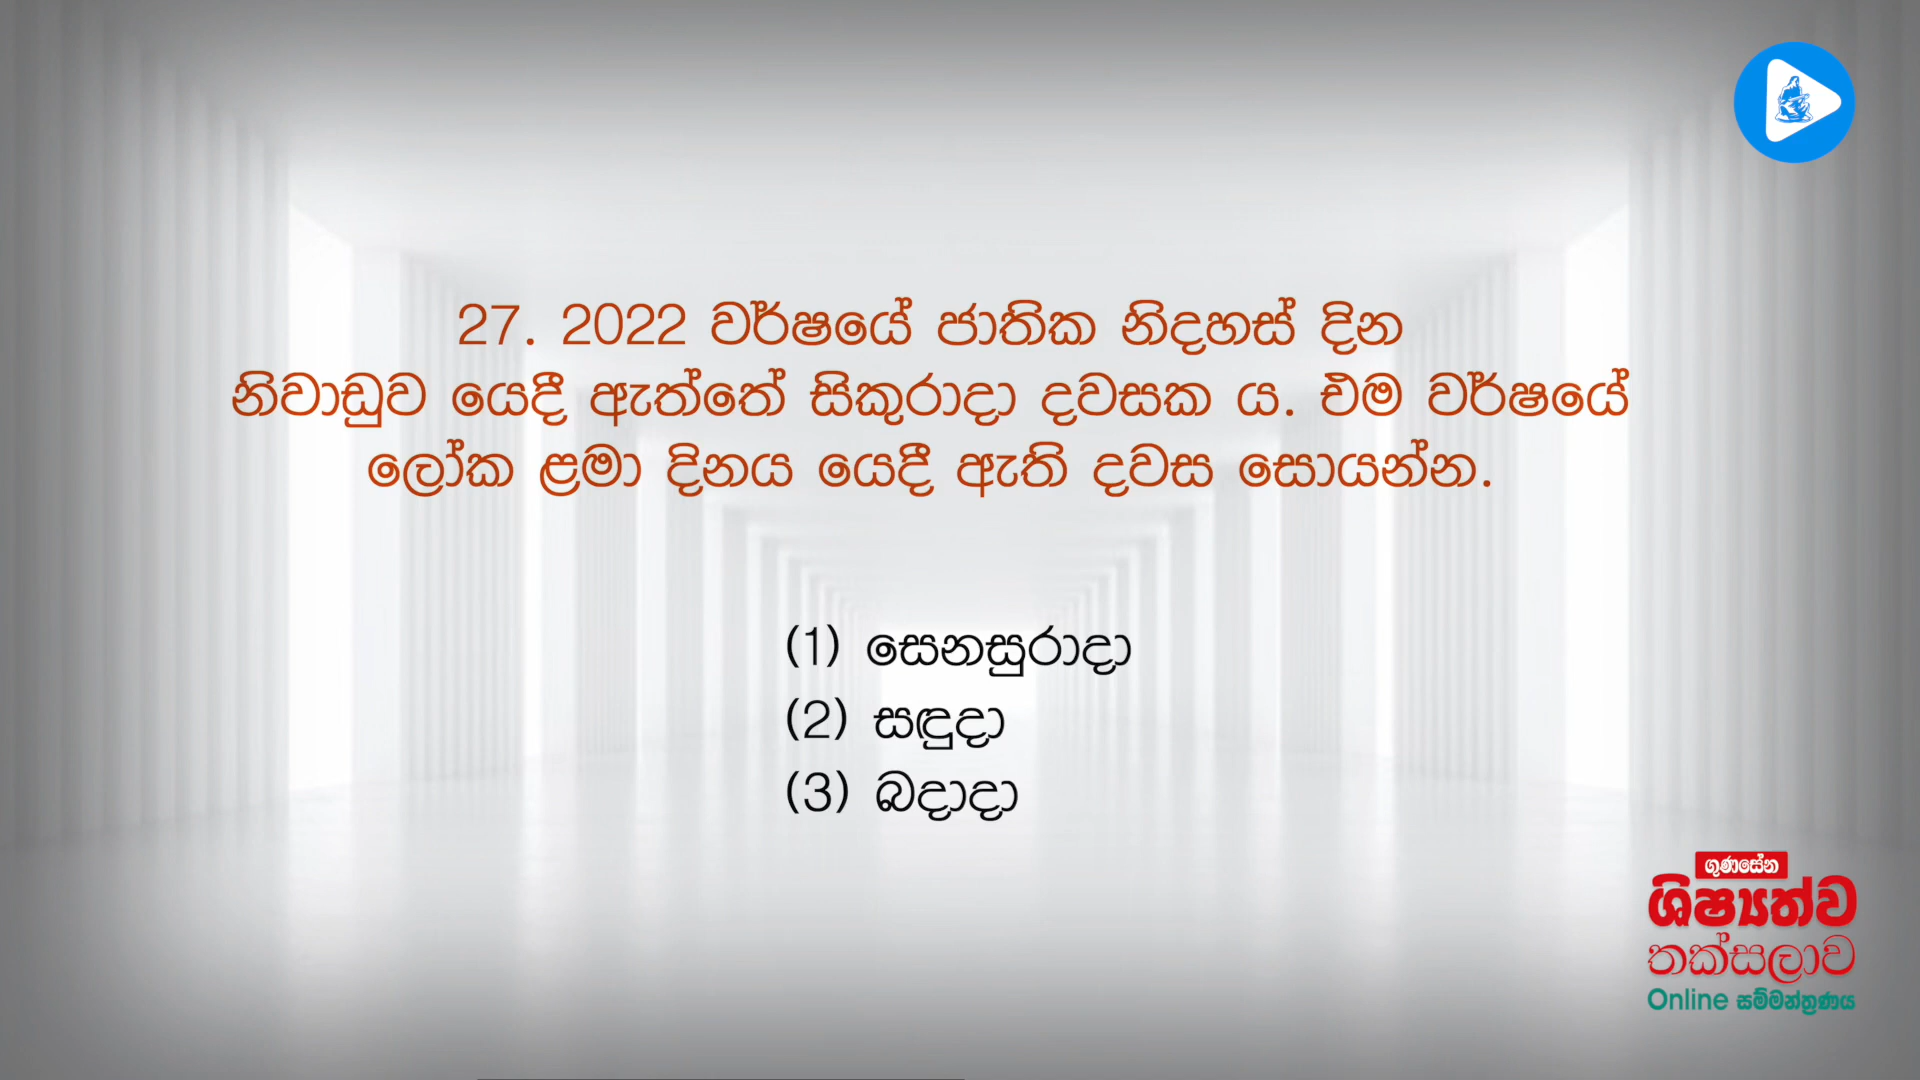 27. 2022 වර්ෂයේ ජාතික නිදහස් දින
නිවාඩුව යෙදී ඇත්තේ සිකුරාදා දවසක ය. එම වර්ෂයේ
ලෝක ළමා දිනය යෙදී ඇති දවස සොයන්න.
(1) සෙනසුරාදා
(2) සඳුදා
(3) බදාදා
ගුණසේන
ශිෂ්‍යත්ව
තක්සලාව
Online සම්මන්ත්‍රණය